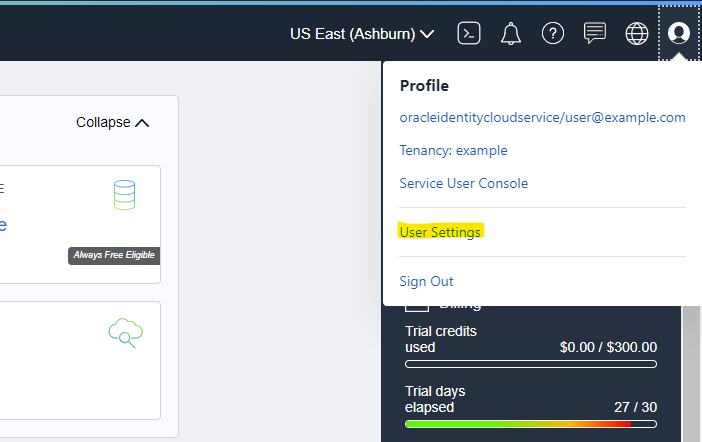 US East (Ashburn)
Profile
oracleidentitycloudservice/user@example.com
Tenancy: example
Service User Console
User Settings
Sign Out
Collapse
E
e
Always Free Eligible
Billing
Trial credits
used
$0.00 / $300.00
Trial days
elapsed
27 / 30